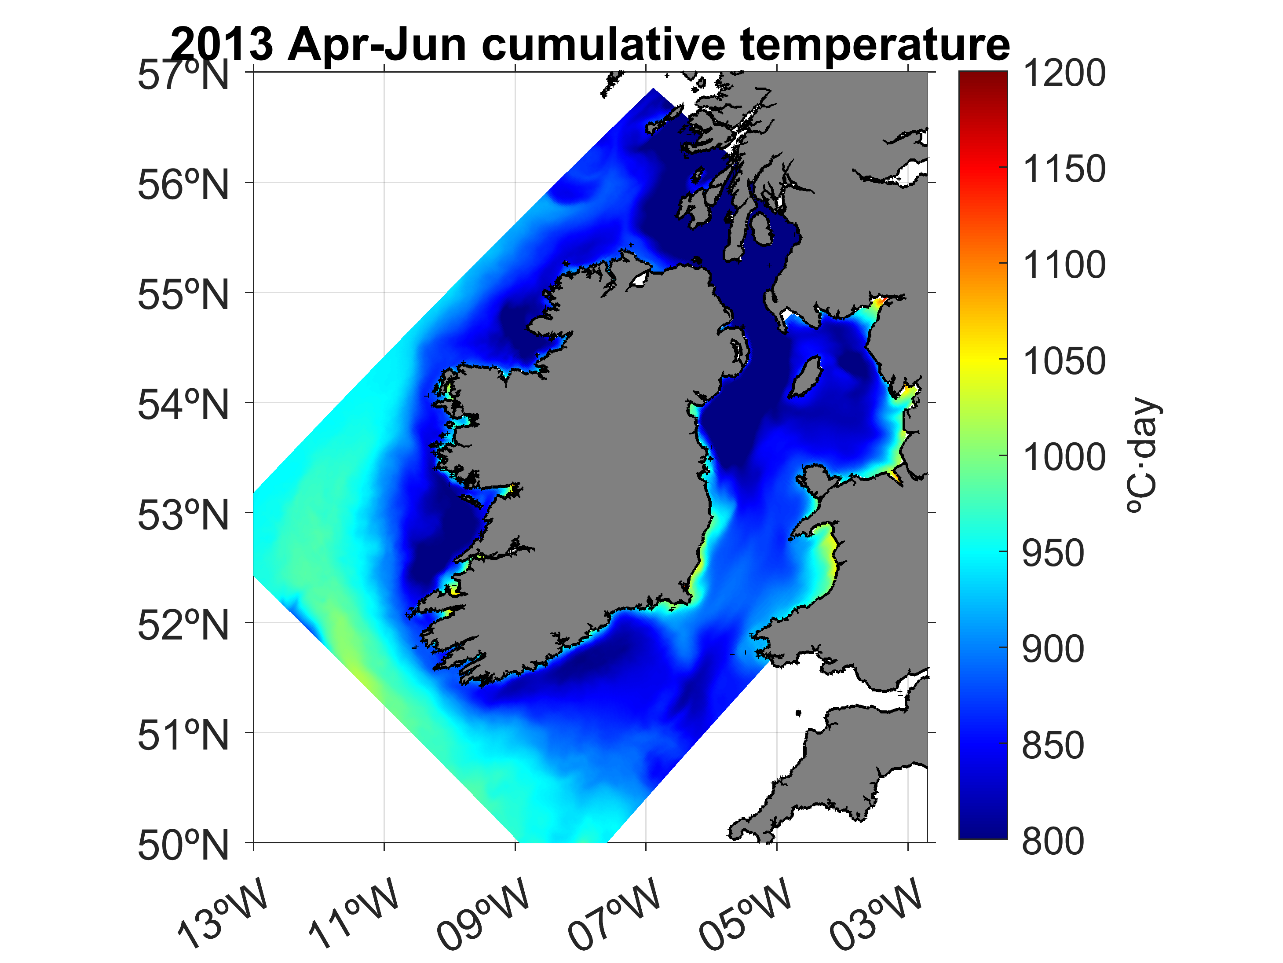 2013 Apr-Jun cumulative temperature
57ºN
56ºN
55ºN
54ºN
53ºN
52ºN
51ºN
50ºN
13ºW
11ºW
09ºW
07ºW
05ºW
03ºW
1200
1150
1100
1050
1000
950
900
850
800
ºC·day